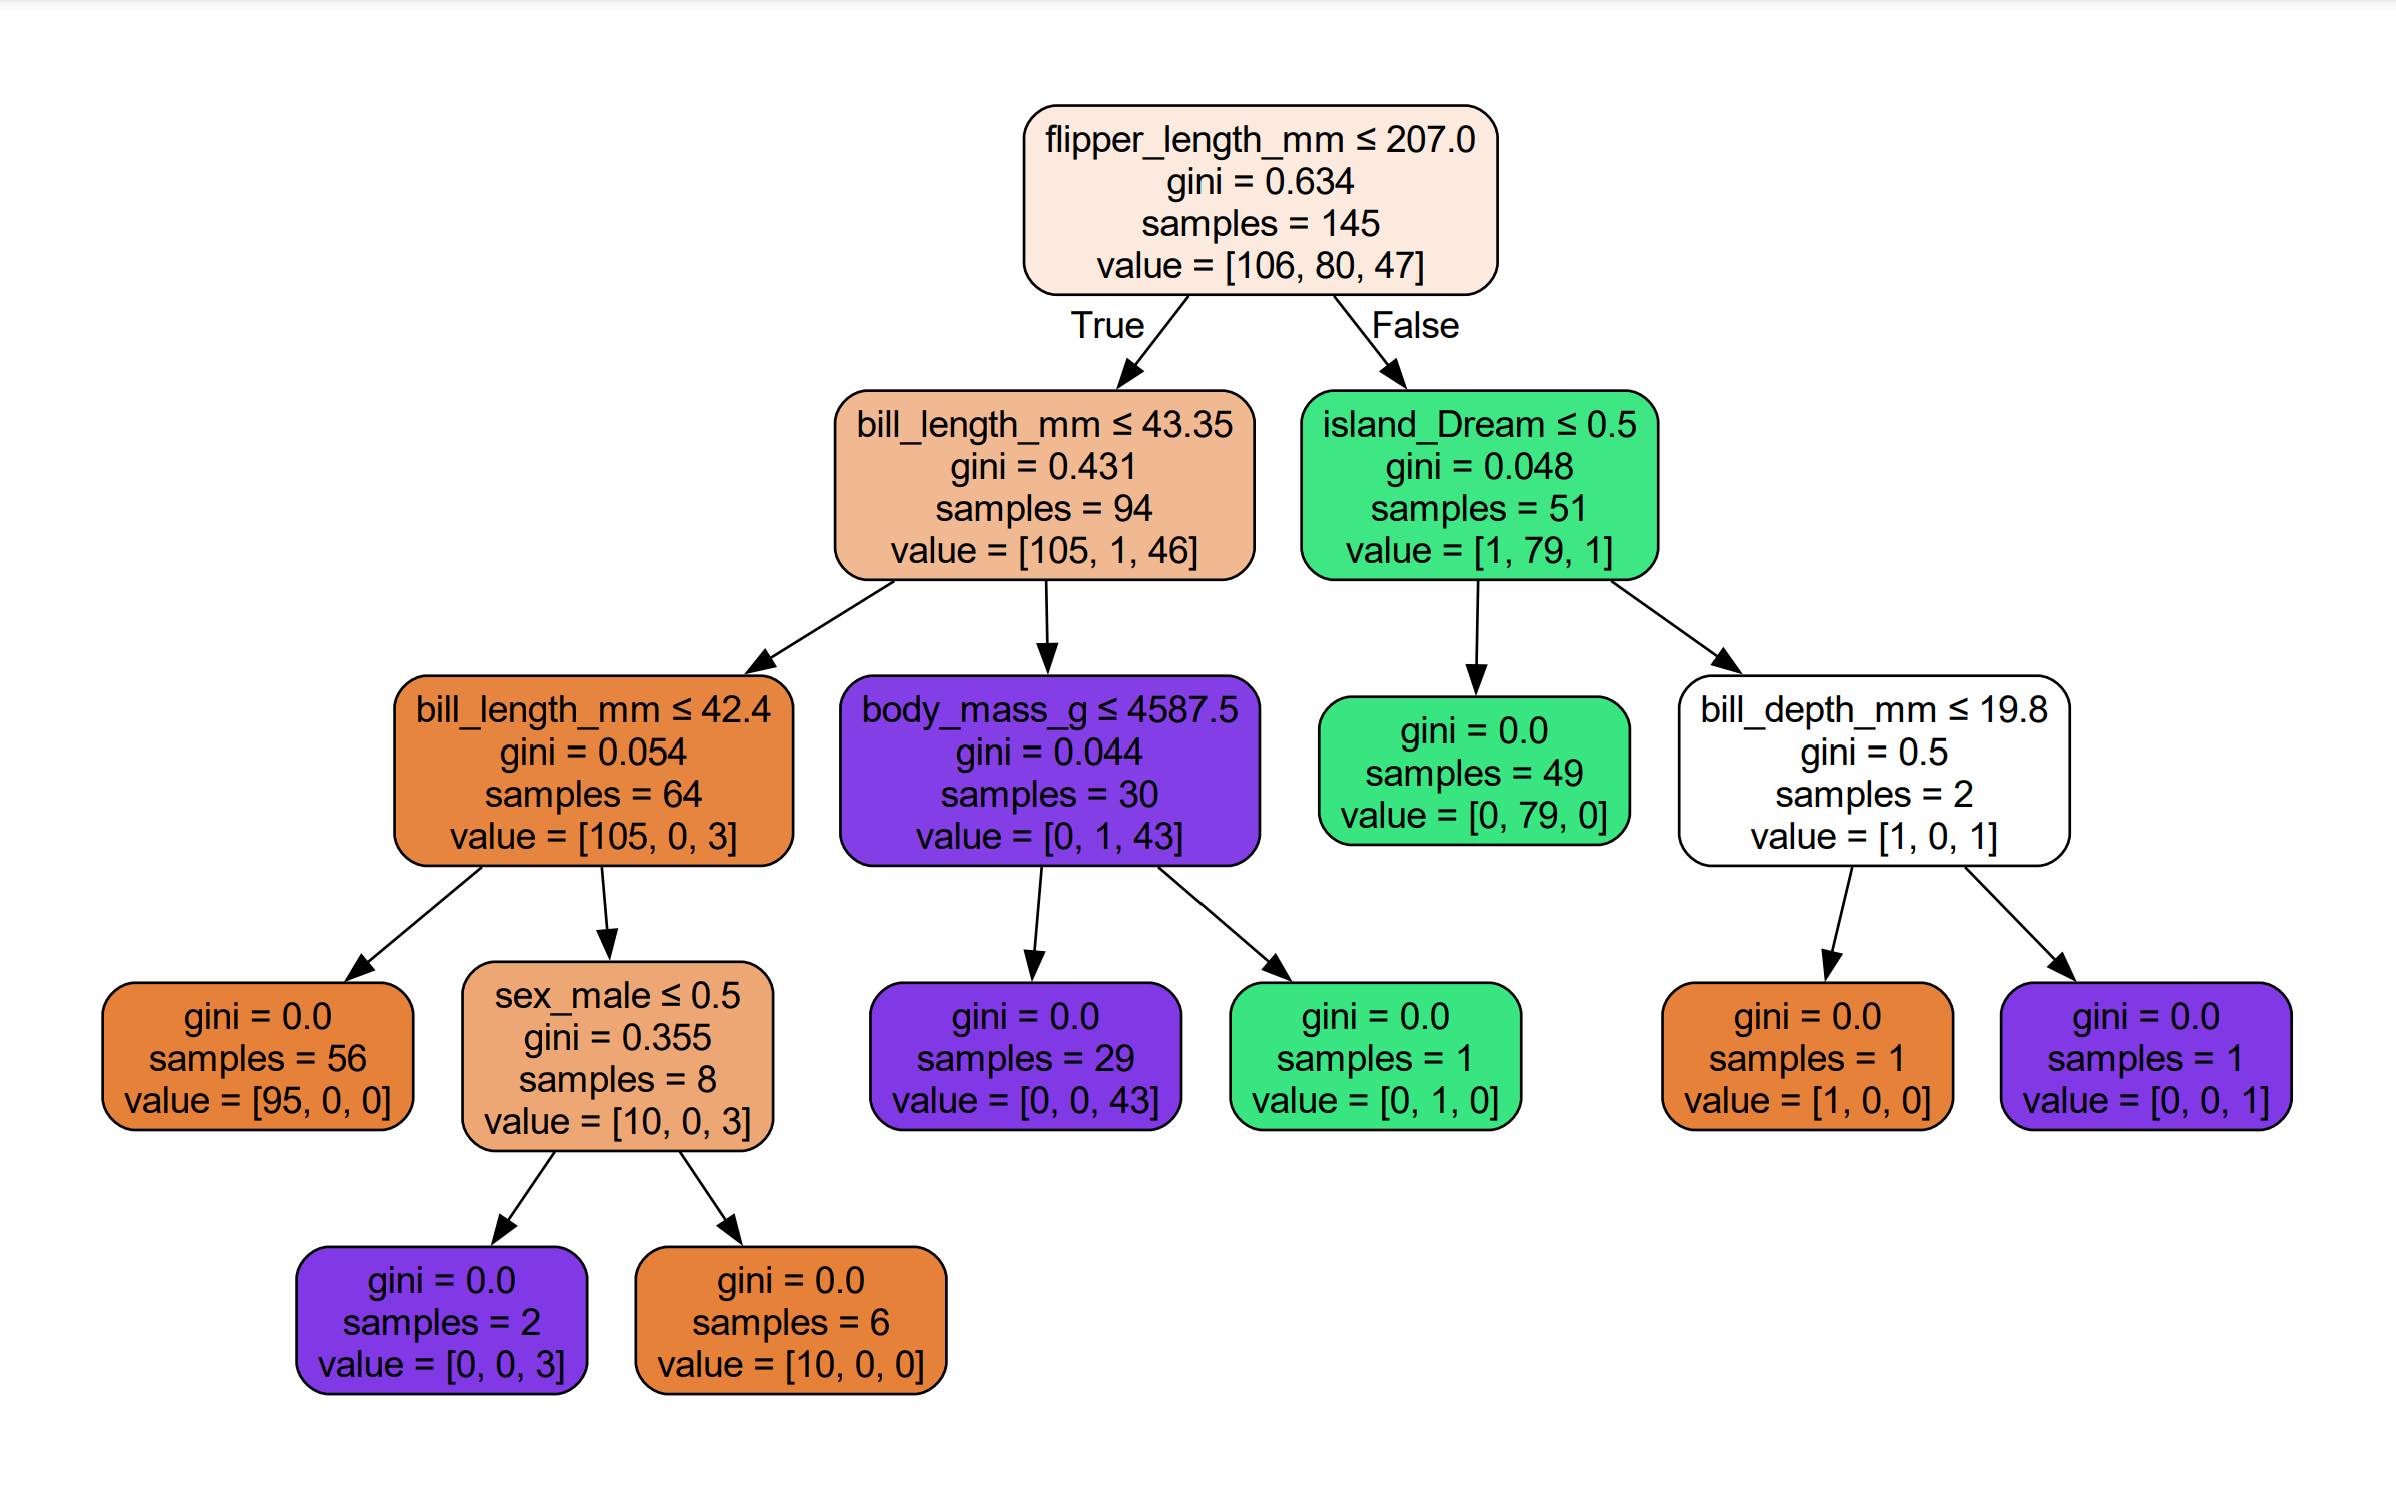 flipper_length_mm ≤ 207.0
gini = 0.634
samples = 145
value = [106, 80, 47]
True
False
bill_length_mm ≤ 43.35
gini = 0.431
samples = 94
value = [105, 1, 46]
island_Dream ≤ 0.5
gini = 0.048
samples = 51
value = [1, 79, 1]
bill_length_mm ≤ 42.4
gini = 0.054
samples = 64
value = [105, 0, 3]
body_mass_g ≤ 4587.5
gini = 0.044
samples = 30
value = [0, 1, 43]
gini = 0.0
samples = 49
value = [0, 79, 0]
bill_depth_mm ≤ 19.8
gini = 0.5
samples = 2
value = [1, 0, 1]
gini = 0.0
samples = 56
value = [95, 0, 0]
sex_male ≤ 0.5
gini = 0.355
samples = 8
value = [10, 0, 3]
gini = 0.0
samples = 29
value = [0, 0, 43]
gini = 0.0
samples = 1
value = [0, 1, 0]
gini = 0.0
samples = 1
value = [1, 0, 0]
gini = 0.0
samples = 1
value = [0, 0, 1]
gini = 0.0
samples = 2
value = [0, 0, 3]
gini = 0.0
samples = 6
value = [10, 0, 0]